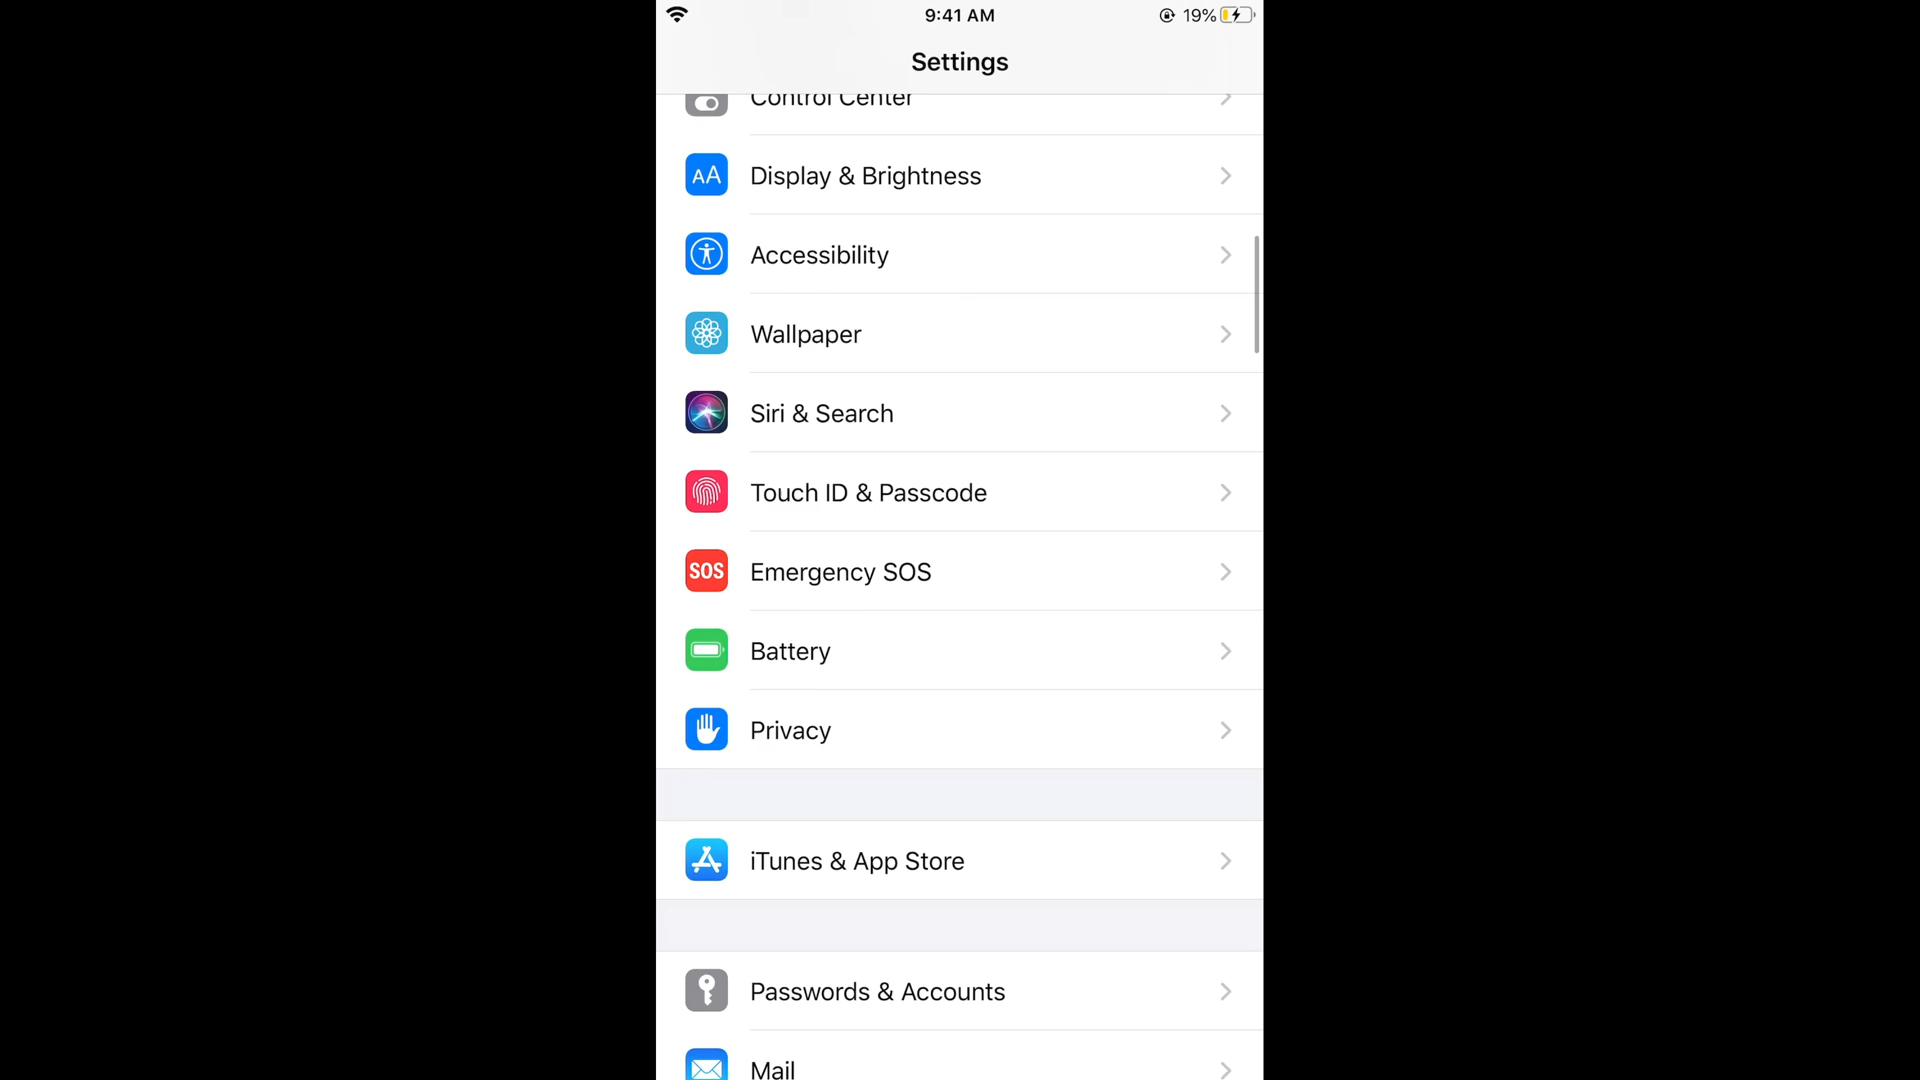 9:41 AM
19%
Settings
Control Center
AA
Display & Brightness
Accessibility
Wallpaper
Siri & Search
Touch ID & Passcode
SOS
Emergency SOS
Battery
Privacy
iTunes & App Store
Passwords & Accounts
Mail